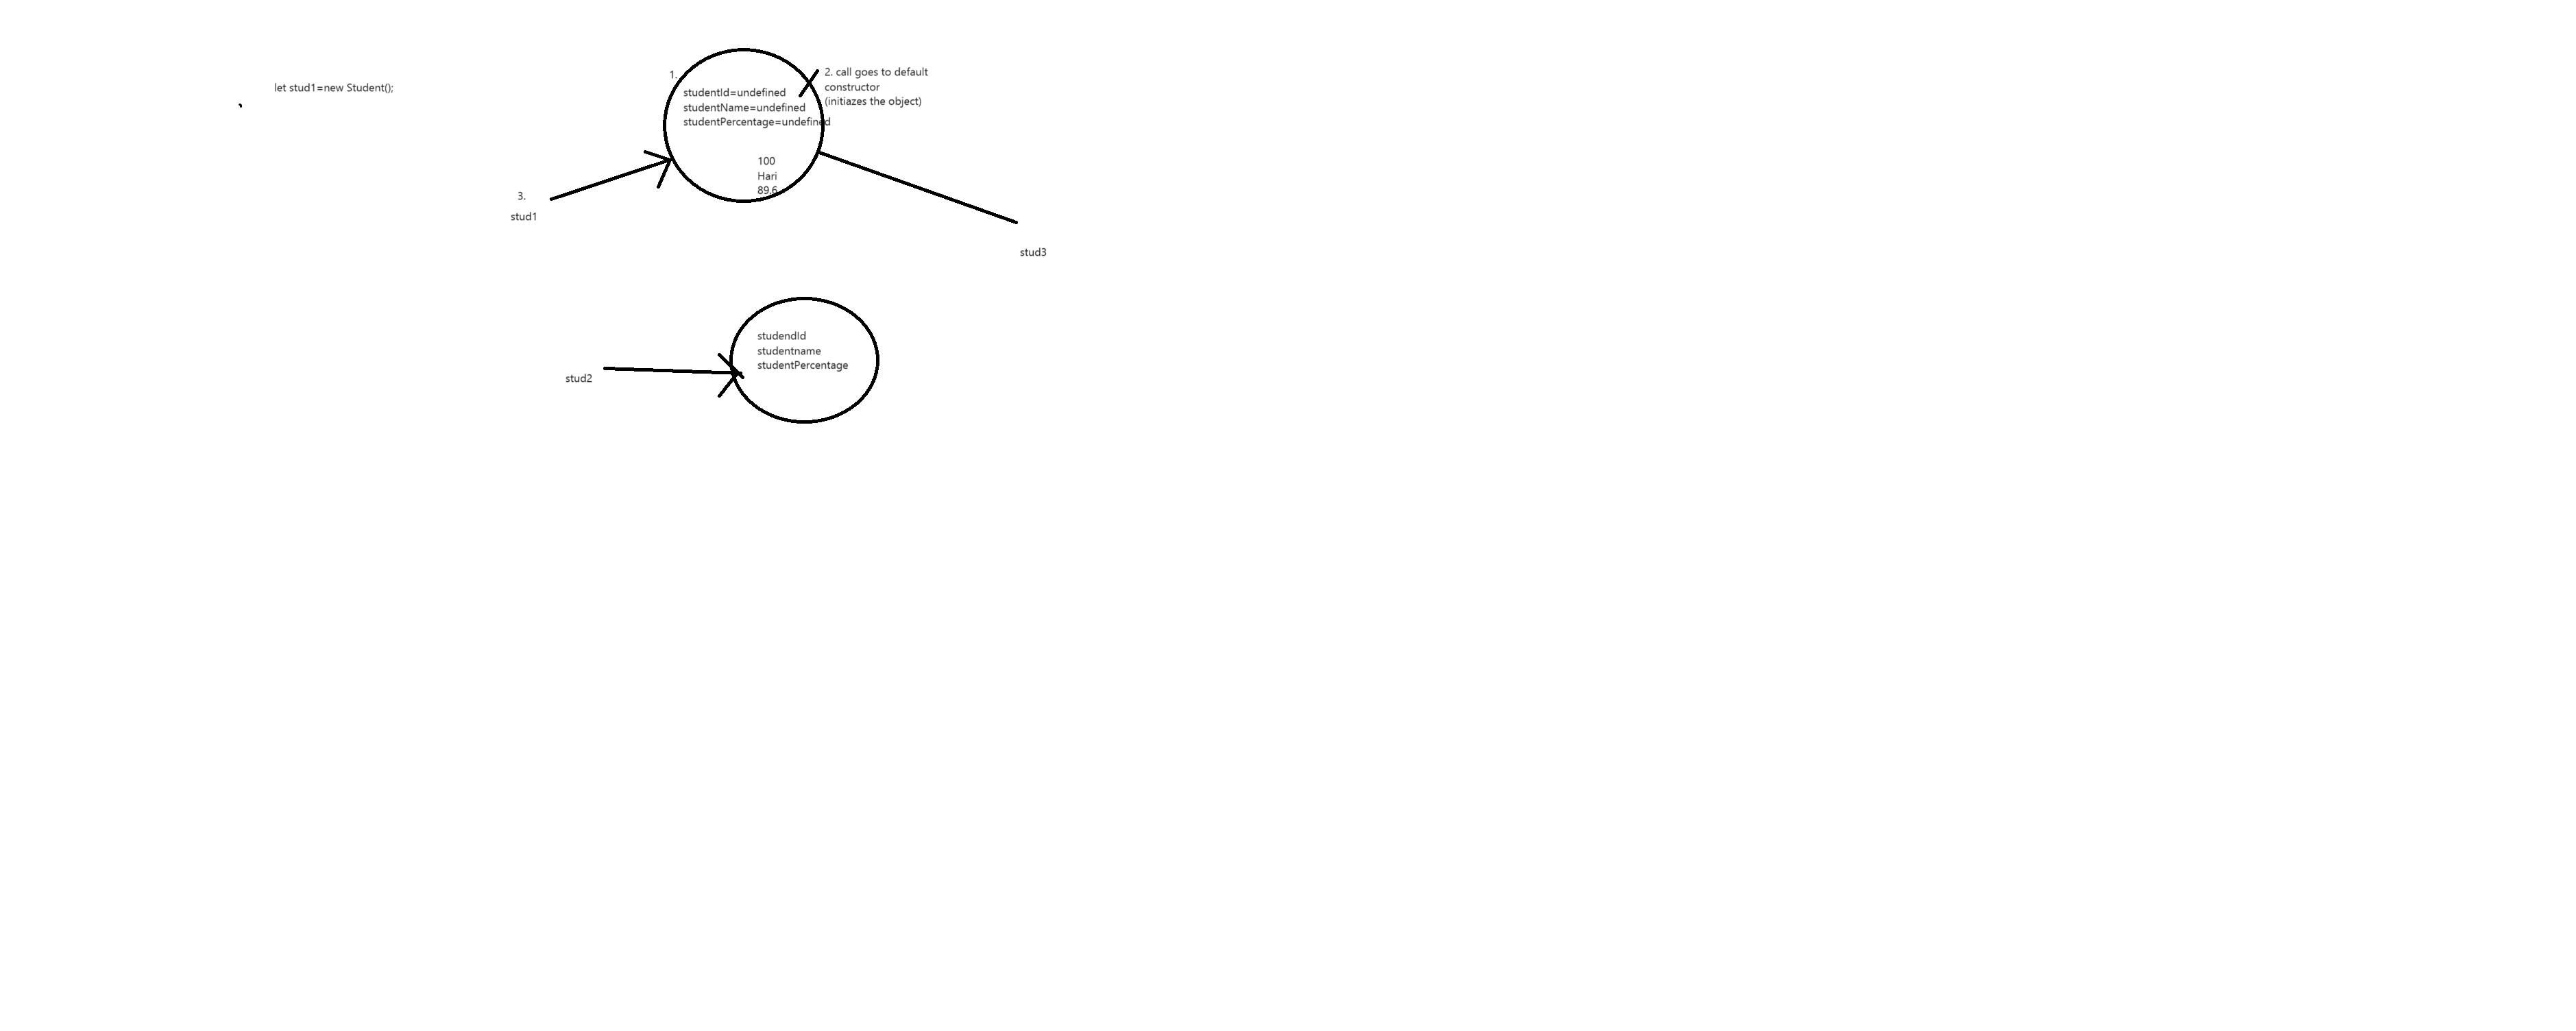 let stud1=new Student();
1.
studentId=undefined
studentName=undefined
studentPercentage=undefined
2. call goes to default
constructor
(initiazes the object)
100
Hari
89.6
3.
stud1
stud3
studendId
studentname
studentPercentage
stud2